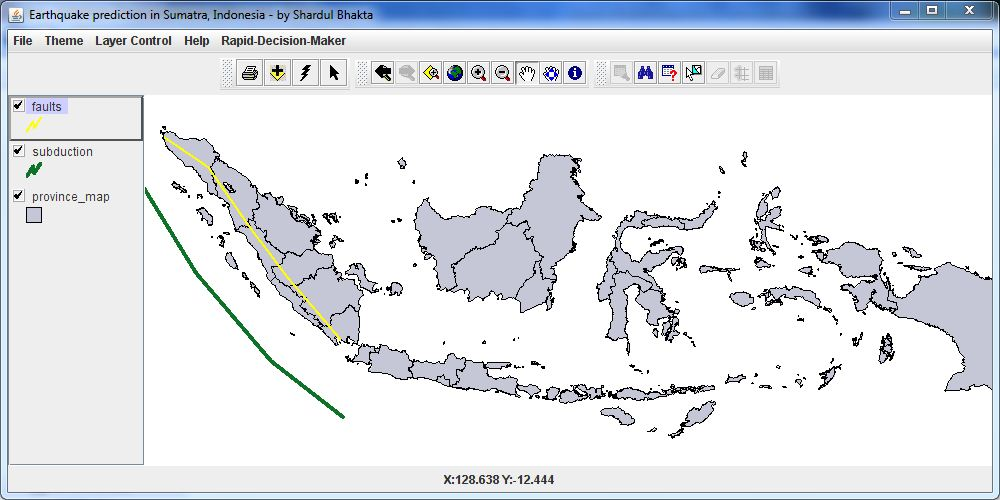 Earthquake prediction in Sumatra, Indonesia - by Shardul Bhakta
File Theme Layer Control Help Rapid-Decision-Maker
faults
subduction
province_map
X:128.638 Y:-12.444